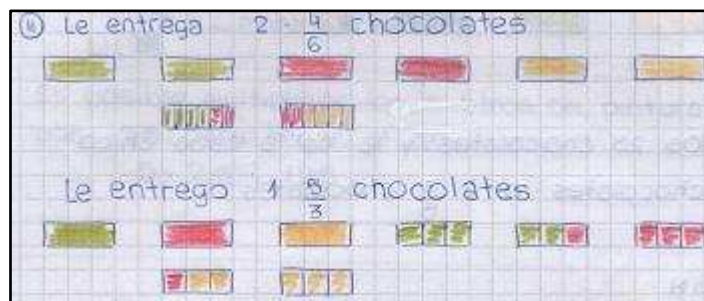 ④ Le entrega 2 4/6 chocolates
Le entrego 1 5/3 chocolates